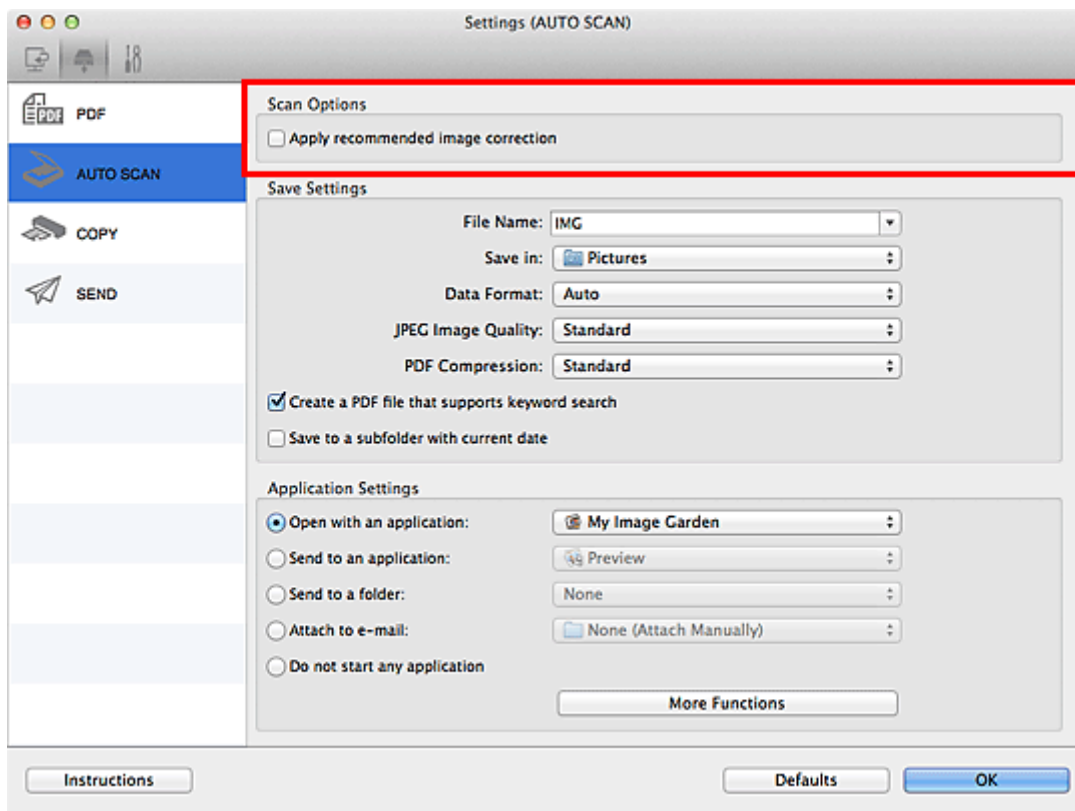 Settings (AUTO SCAN)
PDF
PDF
AUTO SCAN
COPY
SEND
Scan Options
Apply recommended image correction
Save Settings
File Name: IMG
Save in: Pictures
Data Format: Auto
JPEG Image Quality: Standard
PDF Compression: Standard
Create a PDF file that supports keyword search
Save to a subfolder with current date
Application Settings
Open with an application: My Image Garden
Send to an application: Preview
Send to a folder: None
Attach to e-mail: None (Attach Manually)
Do not start any application
More Functions
Instructions
Defaults
OK